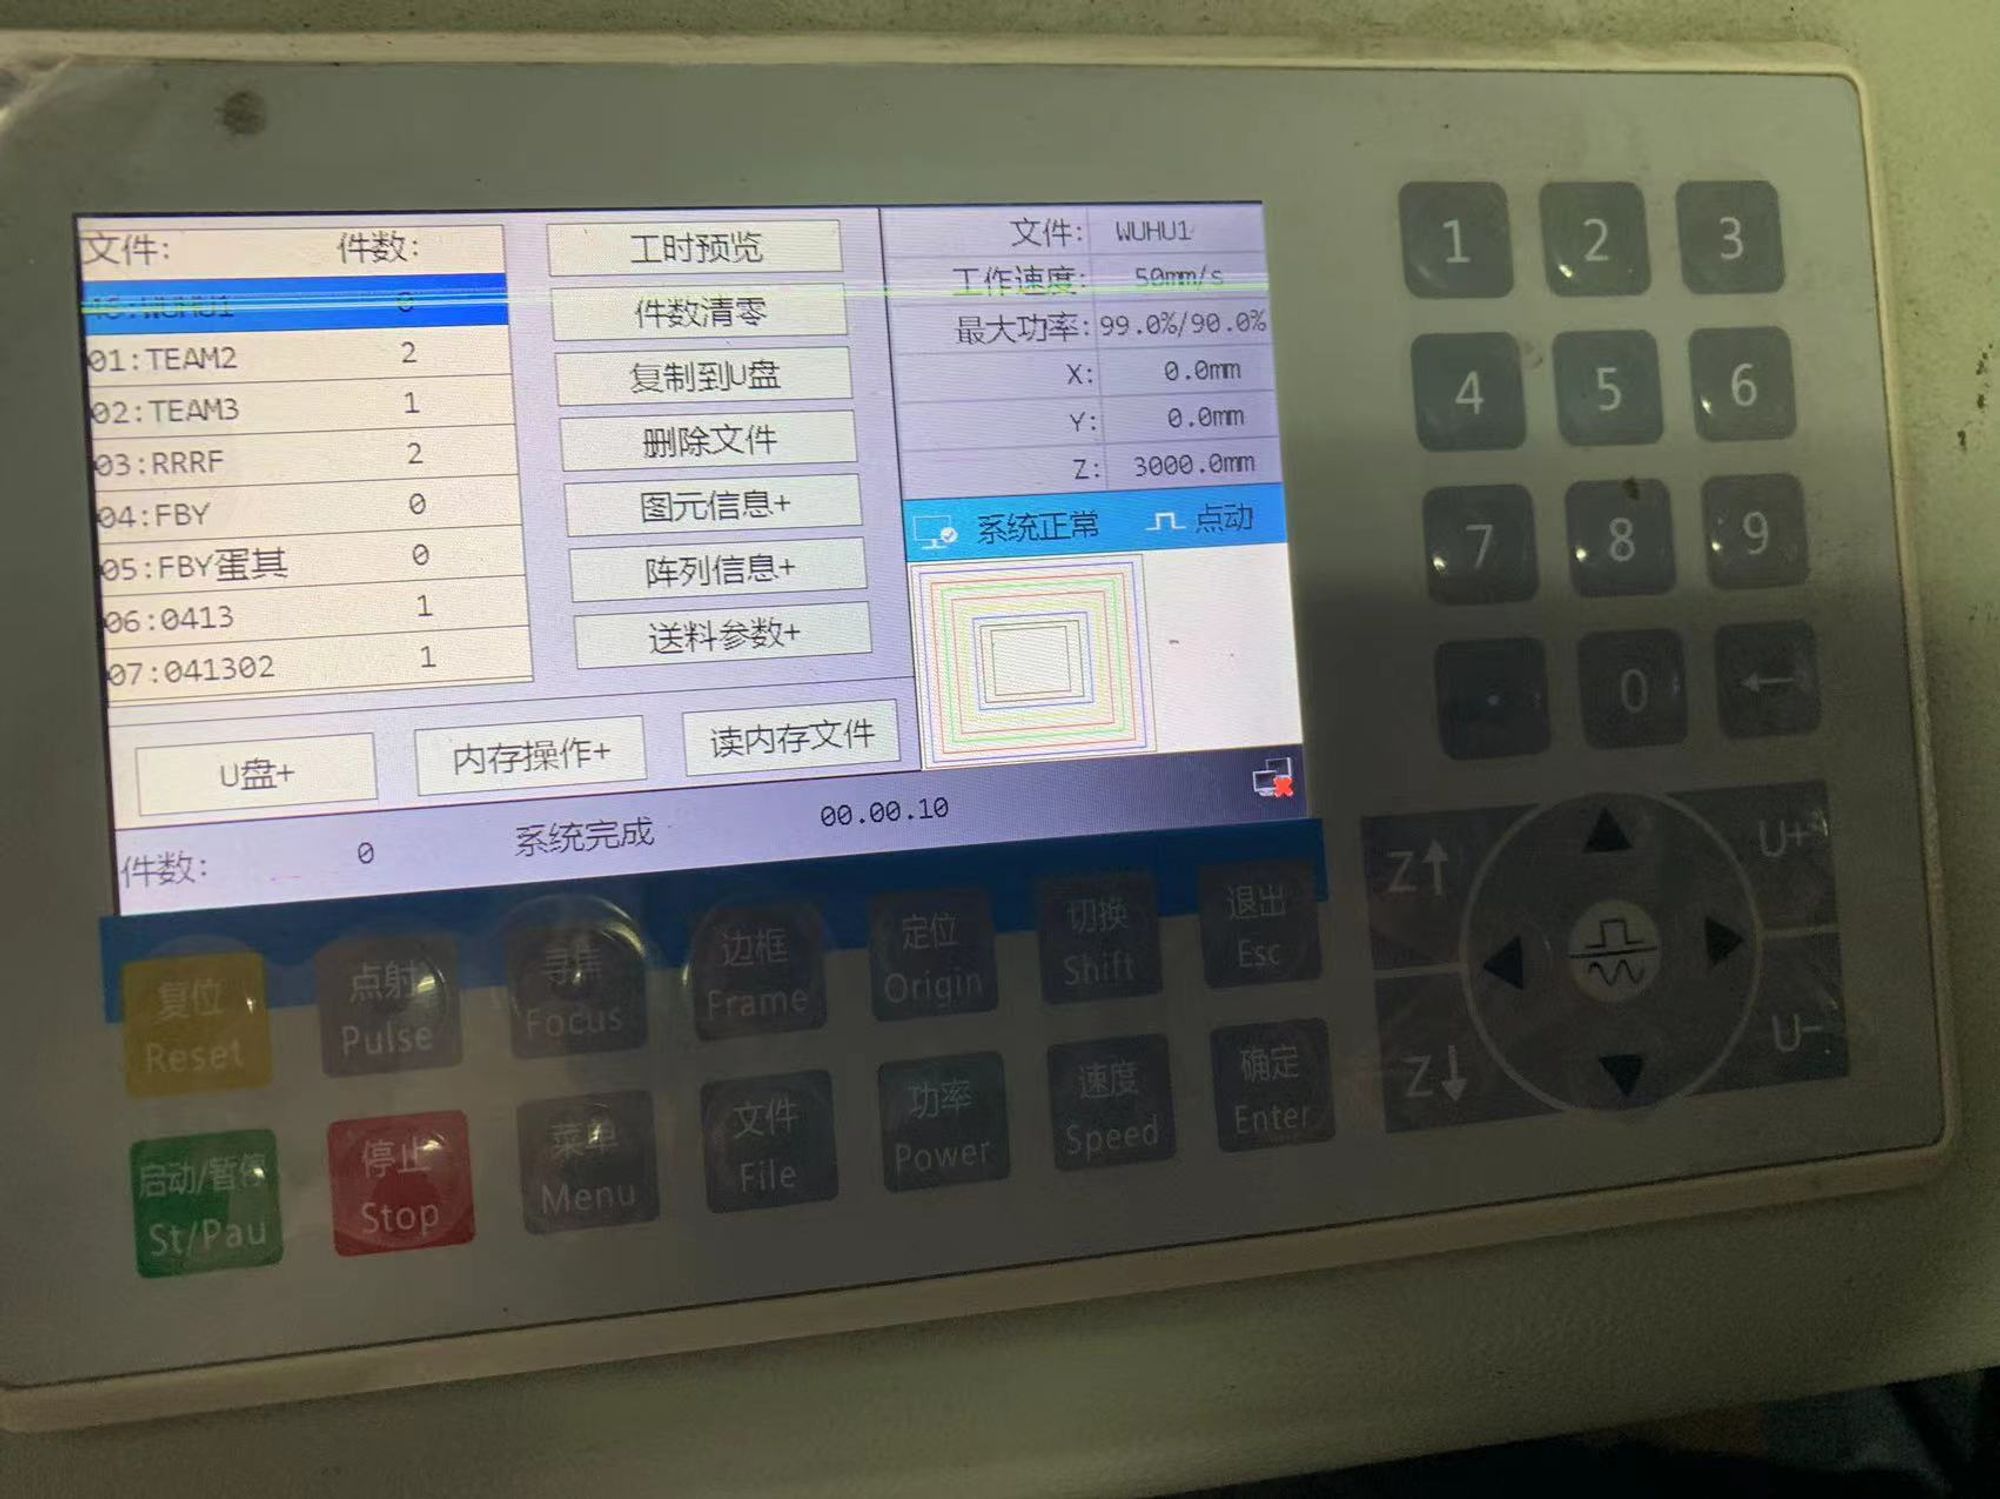 文件: 件数:
WUHU1 0
01:TEAM2 2
02:TEAM3 1
03:RRRF 2
04:FBY 0
05:FBY蛋其 0
06:0413 1
07:041302 1
工时预览
件数清零
复制到U盘
删除文件
图元信息+
阵列信息+
送料参数+
U盘+ 内存操作+ 读内存文件
文件: WUHU1
工作速度: 50mm/s
最大功率: 99.0%/90.0%
X: 0.0mm
Y: 0.0mm
Z: 3000.0mm
系统正常 点动
件数: 0 系统完成 00.00.10
复位 点射 寻焦 边框 定位 切换 退出
Reset Pulse Focus Frame Origin Shift Esc
启动/暂停 停止 菜单 文件 功率 速度 确定
St/Pau Stop Menu File Power Speed Enter
1 2 3
4 5 6
7 8 9
. 0 ←
Z↑ U+
Z↓ U-